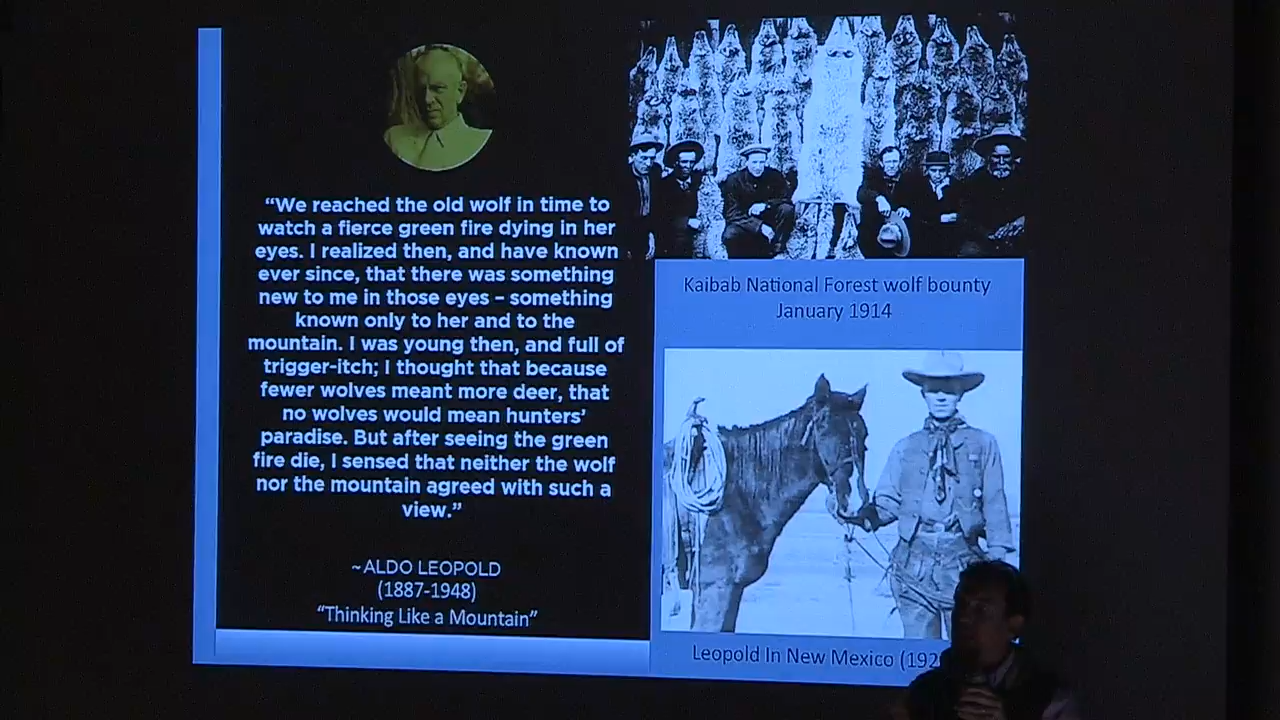 “We reached the old wolf in time to
watch a fierce green fire dying in her
eyes. I realized then, and have known
ever since, that there was something
new to me in those eyes – something
known only to her and to the
mountain. I was young then, and full of
trigger-itch; I thought that because
fewer wolves meant more deer, that
no wolves would mean hunters’
paradise. But after seeing the green
fire die, I sensed that neither the wolf
nor the mountain agreed with such a
view.”
~ALDO LEOPOLD
(1887-1948)
“Thinking Like a Mountain”
Kaibab National Forest wolf bounty
January 1914
Leopold In New Mexico